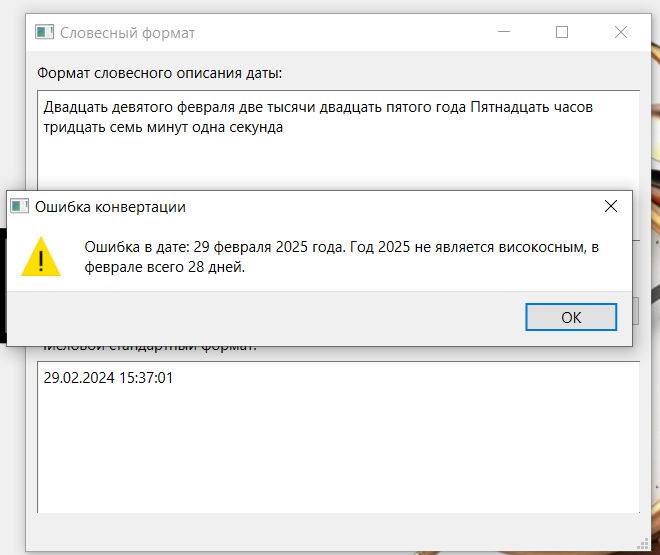 Словесный формат
Формат словесного описания даты:
Двадцать девятого февраля две тысячи двадцать пятого года Пятнадцать часов
тридцать семь минут одна секунда
Ошибка конвертации
Ошибка в дате: 29 февраля 2025 года. Год 2025 не является високосным, в
феврале всего 28 дней.
OK
Числовой стандартный формат:
29.02.2024 15:37:01